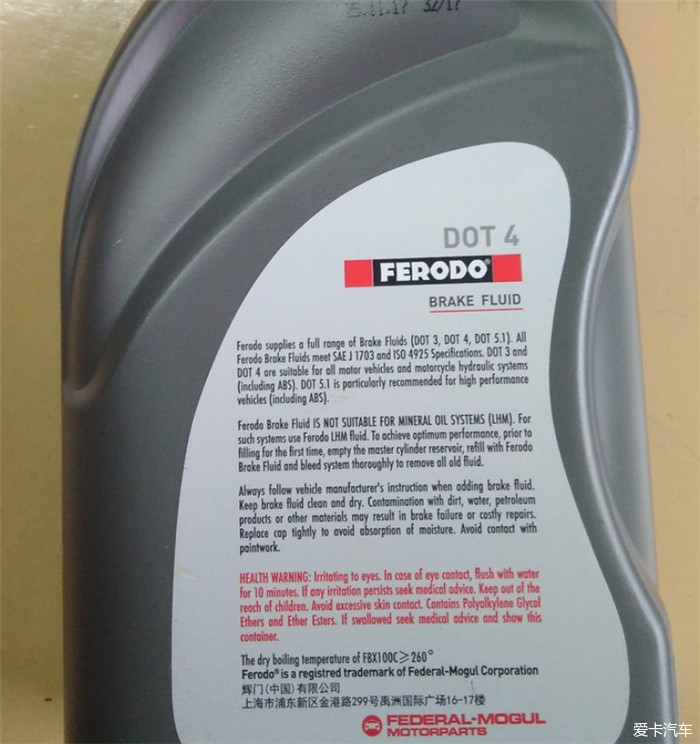 15.11.17 32/17
DOT 4
FERODO®
BRAKE FLUID
Ferodo supplies a full range of Brake Fluids (DOT 3, DOT 4, DOT 5.1). All
Ferodo Brake Fluids meet SAE J 1703 and ISO 4925 Specifications. DOT 3 and
DOT 4 are suitable for all motor vehicles and motorcycle hydraulic systems
(including ABS). DOT 5.1 is particularly recommended for high performance
vehicles (including ABS).
Ferodo Brake Fluid IS NOT SUITABLE FOR MINERAL OIL SYSTEMS (LHM). For
such systems use Ferodo LHM fluid. To achieve optimum performance, prior to
filling for the first time, empty the master cylinder reservoir, refill with Ferodo
Brake Fluid and bleed system thoroughly to remove all old fluid.
Always follow vehicle manufacturer's instruction when adding brake fluid.
Keep brake fluid clean and dry. Contamination with dirt, water, petroleum
products or other materials may result in brake failure or costly repairs.
Replace cap tightly to avoid absorption of moisture. Avoid contact with
paintwork.
HEALTH WARNING: Irritating to eyes. In case of eye contact, flush with water
for 10 minutes. If any irritation persists seek medical advice. Keep out of the
reach of children. Avoid excessive skin contact. Contains Polyalkylene Glycol
Ethers and Ether Esters. If swallowed seek medical advice and show this
container.
The dry boiling temperature of FBX100C≥260°
Ferodo® is a registred trademark of Federal-Mogul Corporation
辉门(中国)有限公司
上海市浦东新区金港路299号禹洲国际广场16-17楼
FEDERAL-MOGUL
MOTORPARTS
爱卡汽车